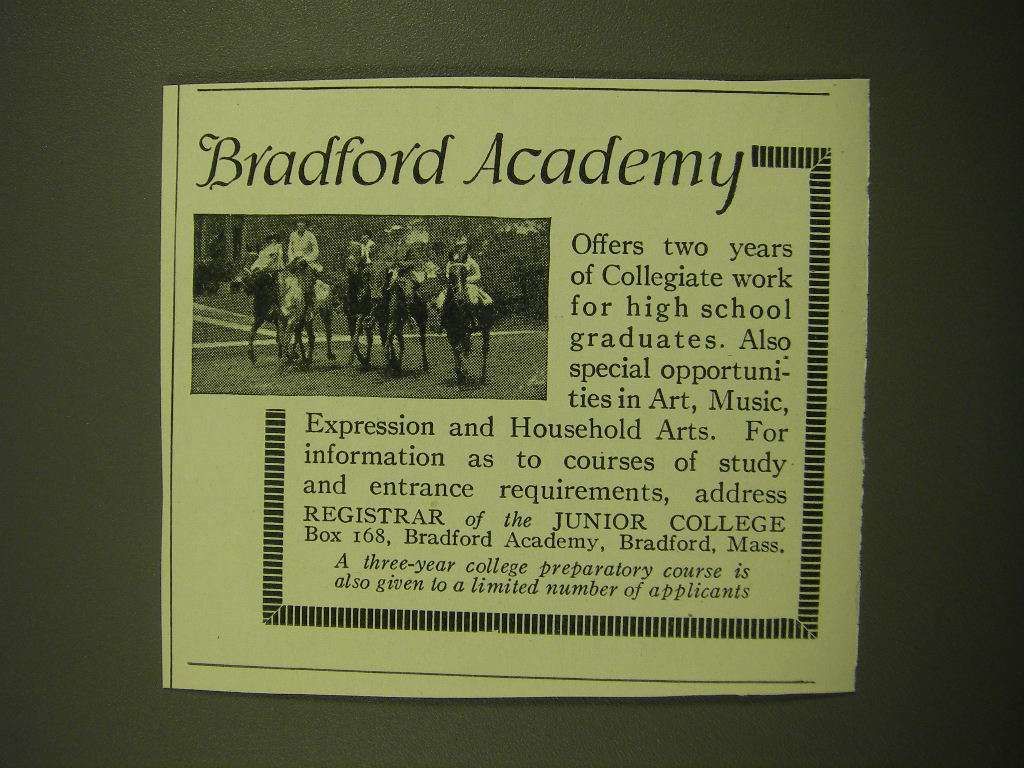 Bradford Academy
Offers two years
of Collegiate work
for high school
graduates. Also
special opportuni-
ties in Art, Music,
Expression and Household Arts. For
information as to courses of study
and entrance requirements, address
REGISTRAR of the JUNIOR COLLEGE
Box 168, Bradford Academy, Bradford, Mass.
A three-year college preparatory course is
also given to a limited number of applicants